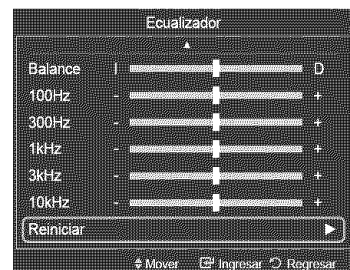 Ecualizador
▲
Balance I D
100Hz - +
300Hz - +
1kHz - +
3kHz - +
10kHz - +
Reiniciar ►
Mover Ingresar Regresar